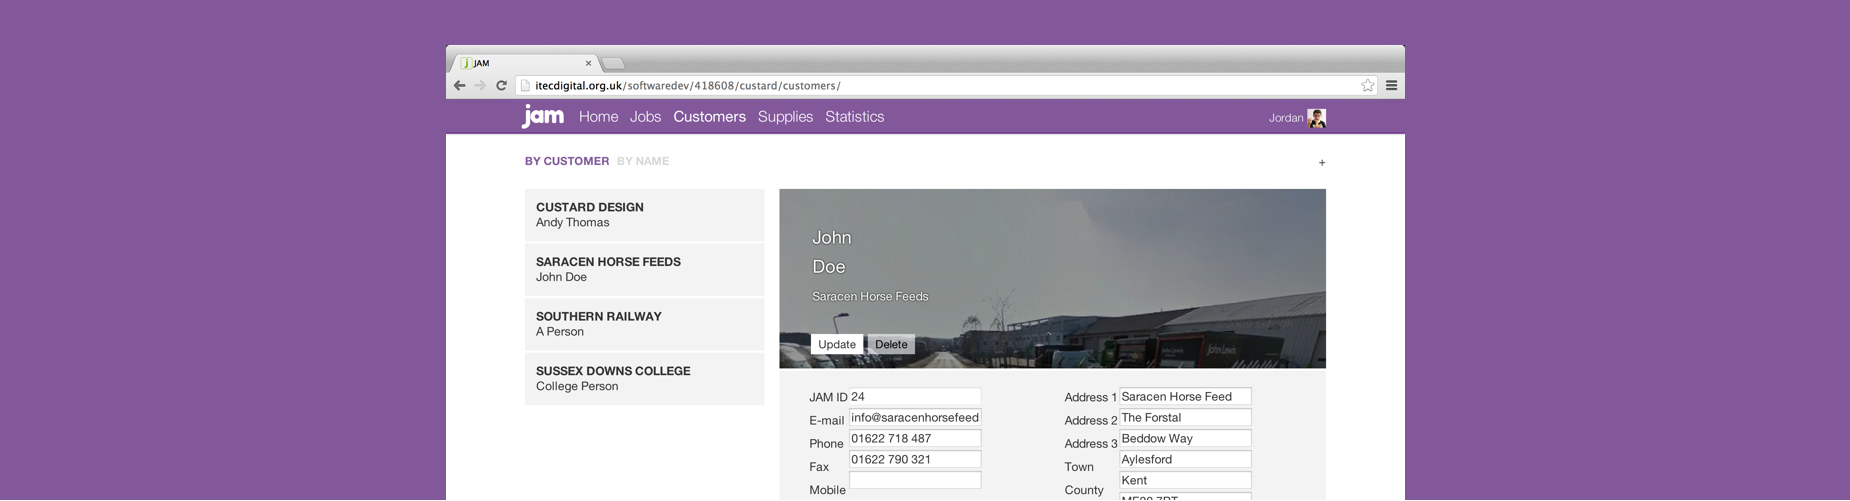 JAM
itecdigital.org.uk/softwaredev/418608/custard/customers/
jam Home Jobs Customers Supplies Statistics Jordan
BY CUSTOMER BY NAME +
CUSTARD DESIGN
Andy Thomas
SARACEN HORSE FEEDS
John Doe
SOUTHERN RAILWAY
A Person
SUSSEX DOWNS COLLEGE
College Person
John
Doe
Saracen Horse Feeds
John Lewis
Update Delete
JAM ID 24
E-mail info@saracenhorsefeed
Phone 01622 718 487
Fax 01622 790 321
Mobile
Address 1 Saracen Horse Feed
Address 2 The Forstal
Address 3 Beddow Way
Town Aylesford
County Kent